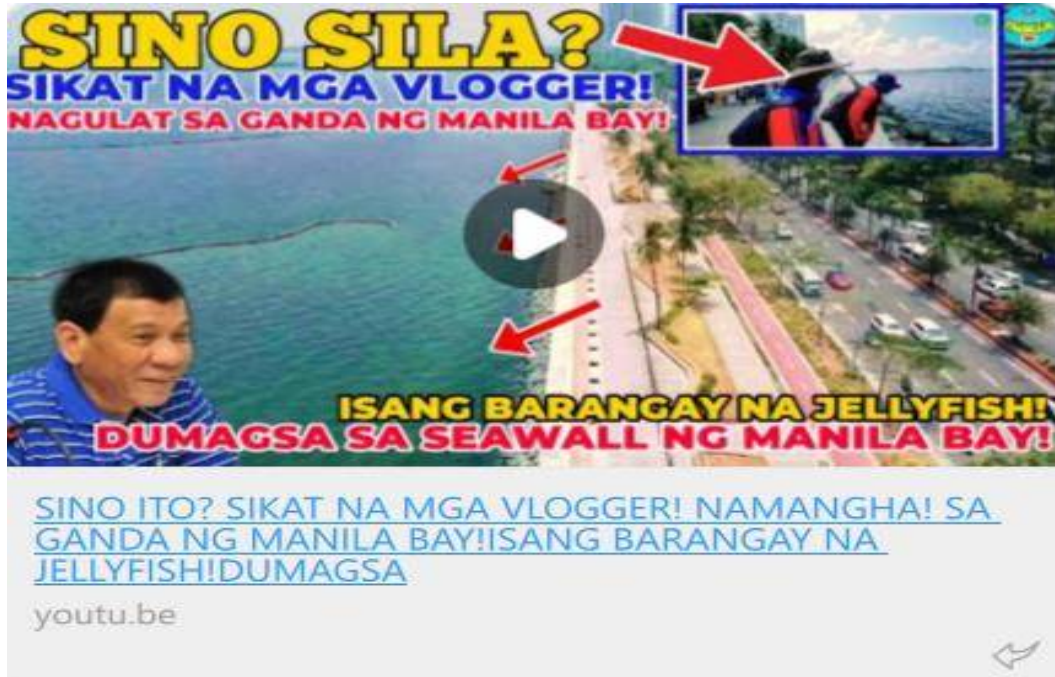 SINO SILA?
SIKAT NA MGA VLOGGER!
NAGULAT SA GANDA NG MANILA BAY!
ISANG BARANGAY NA JELLYFISH!
DUMAGSA SA SEAWALL NG MANILA BAY!
SINO ITO? SIKAT NA MGA VLOGGER! NAMANGHA! SA
GANDA NG MANILA BAY!ISANG BARANGAY NA
JELLYFISH!DUMAGSA
youtu.be